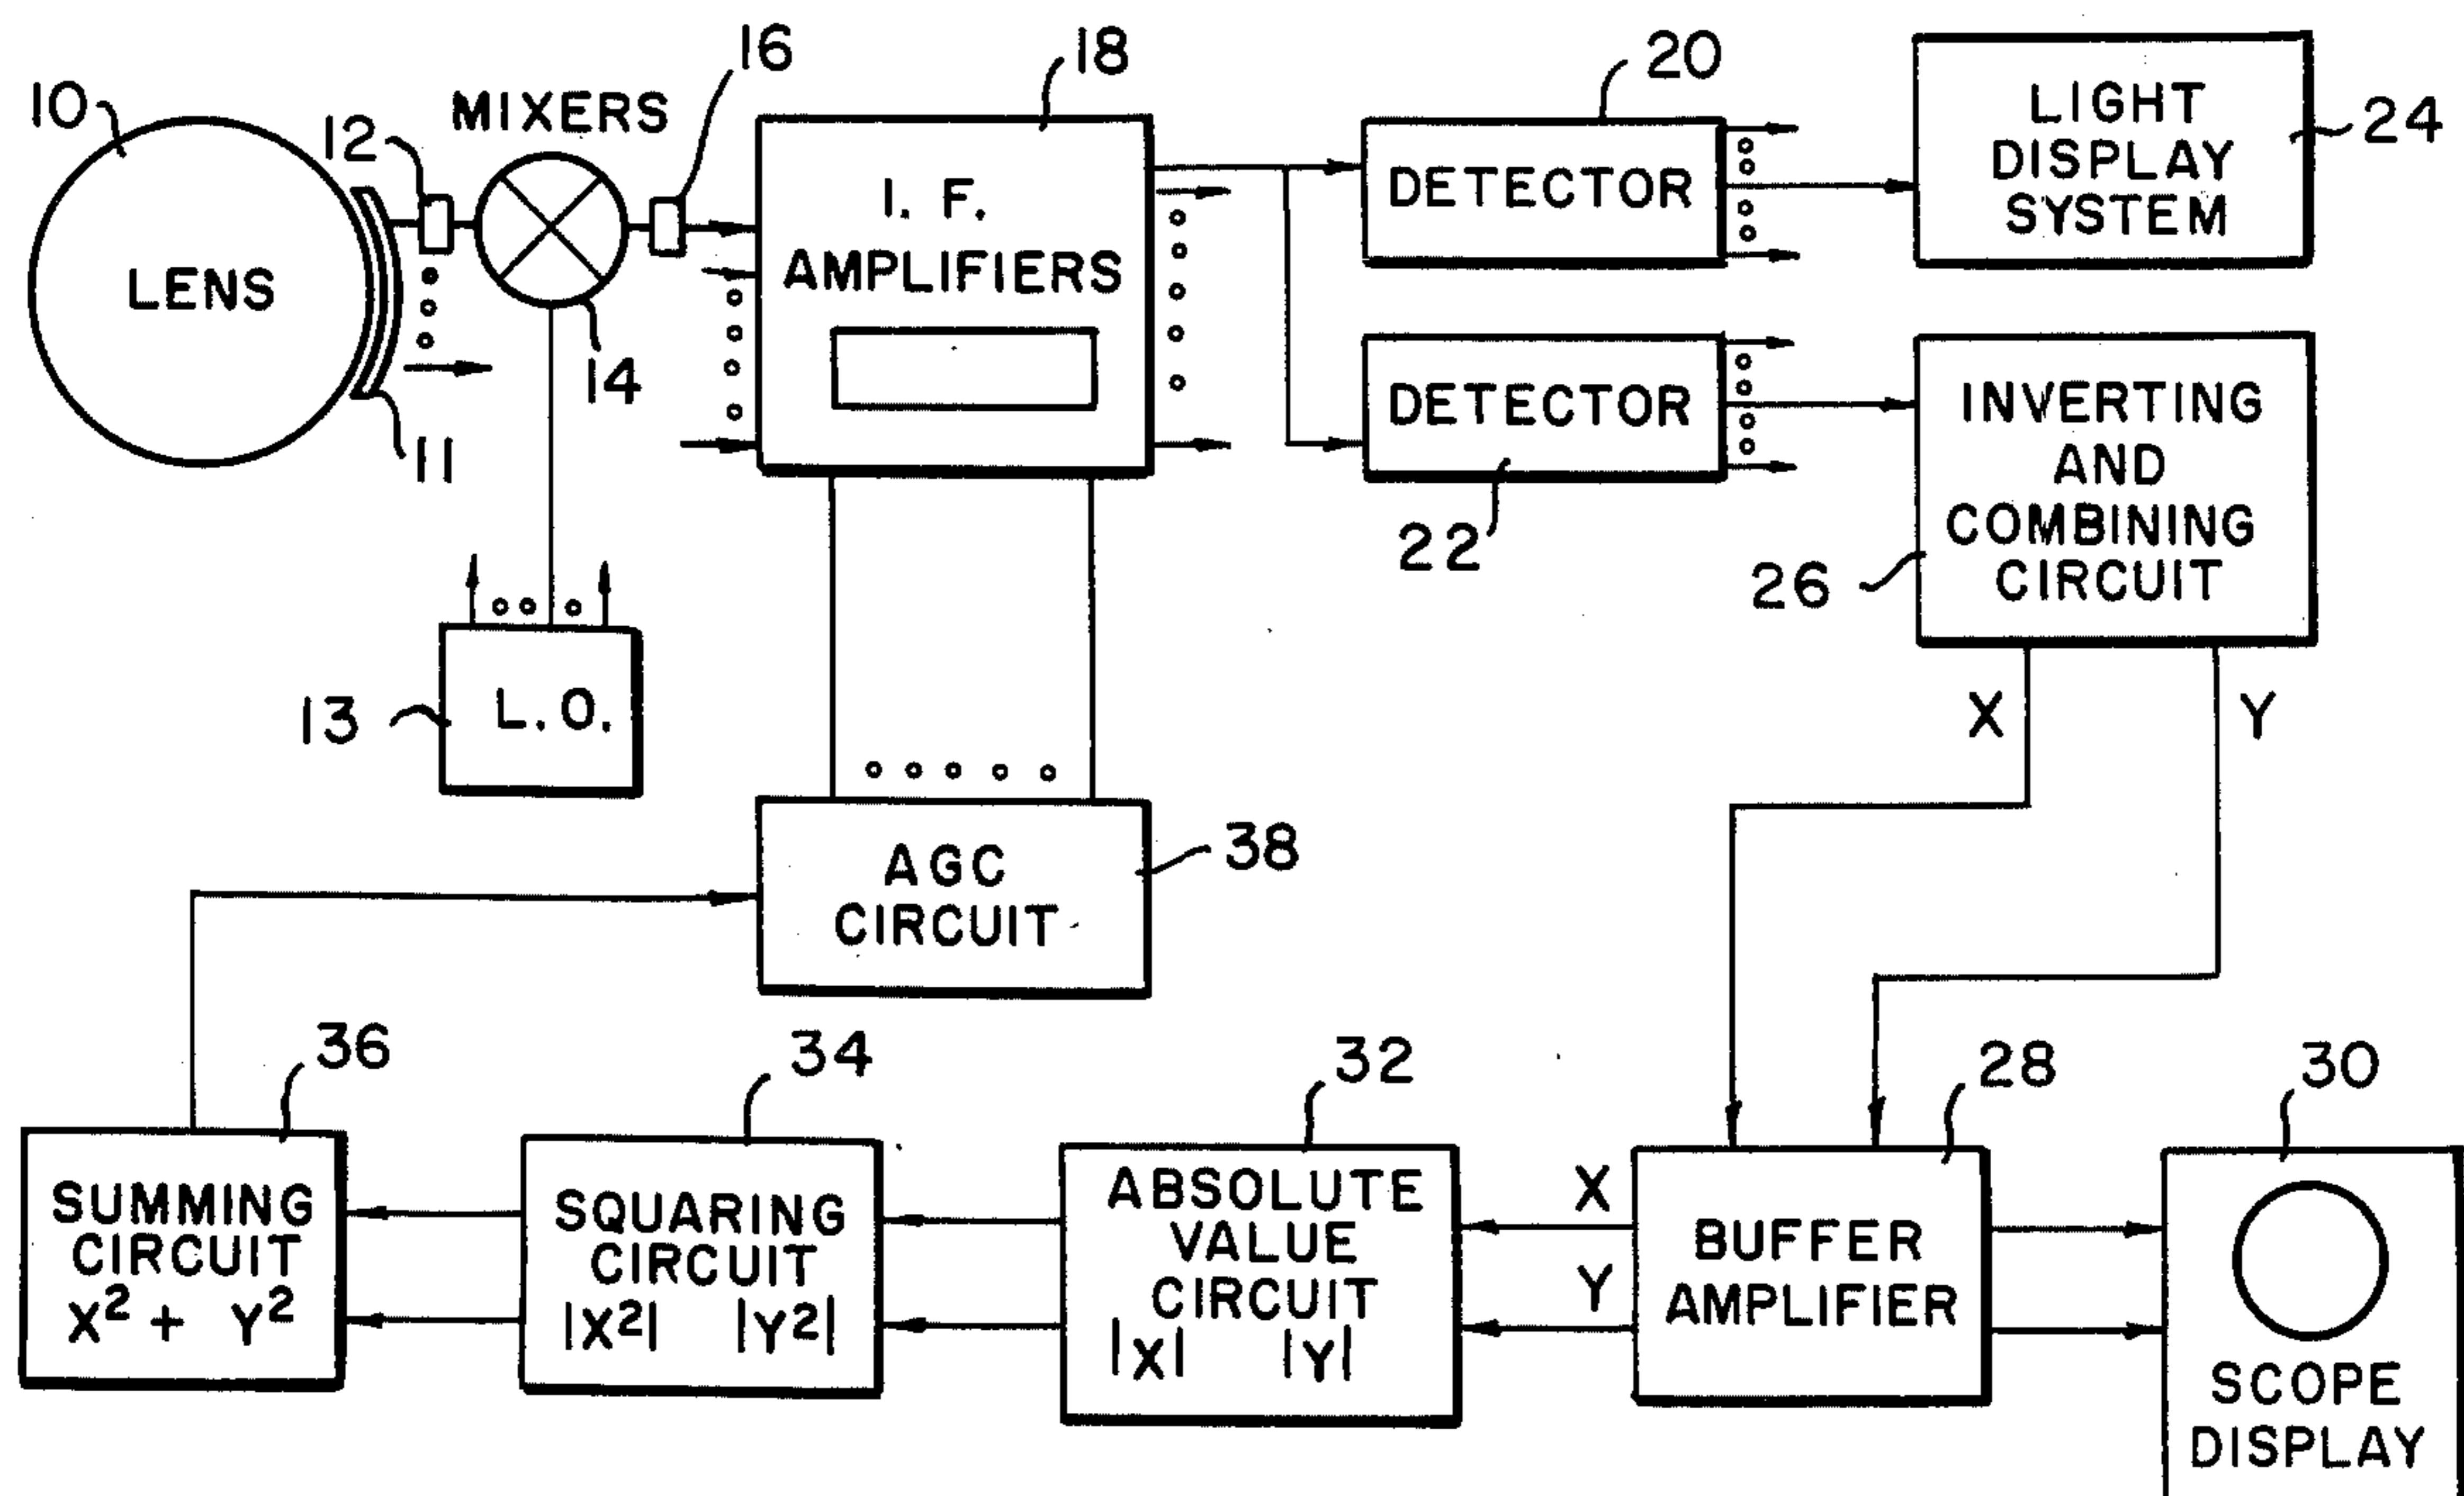 10
LENS
11
12
MIXERS
14
16
13
L.O.
18
I. F.
AMPLIFIERS
20
DETECTOR
LIGHT
DISPLAY
SYSTEM
24
DETECTOR
22
INVERTING
AND
COMBINING
CIRCUIT
26
X
Y
AGC
CIRCUIT
38
36
SUMMING
CIRCUIT
X² + Y²
34
SQUARING
CIRCUIT
|X²| |Y²|
32
ABSOLUTE
VALUE
CIRCUIT
|X| |Y|
X
Y
28
BUFFER
AMPLIFIER
30
SCOPE
DISPLAY